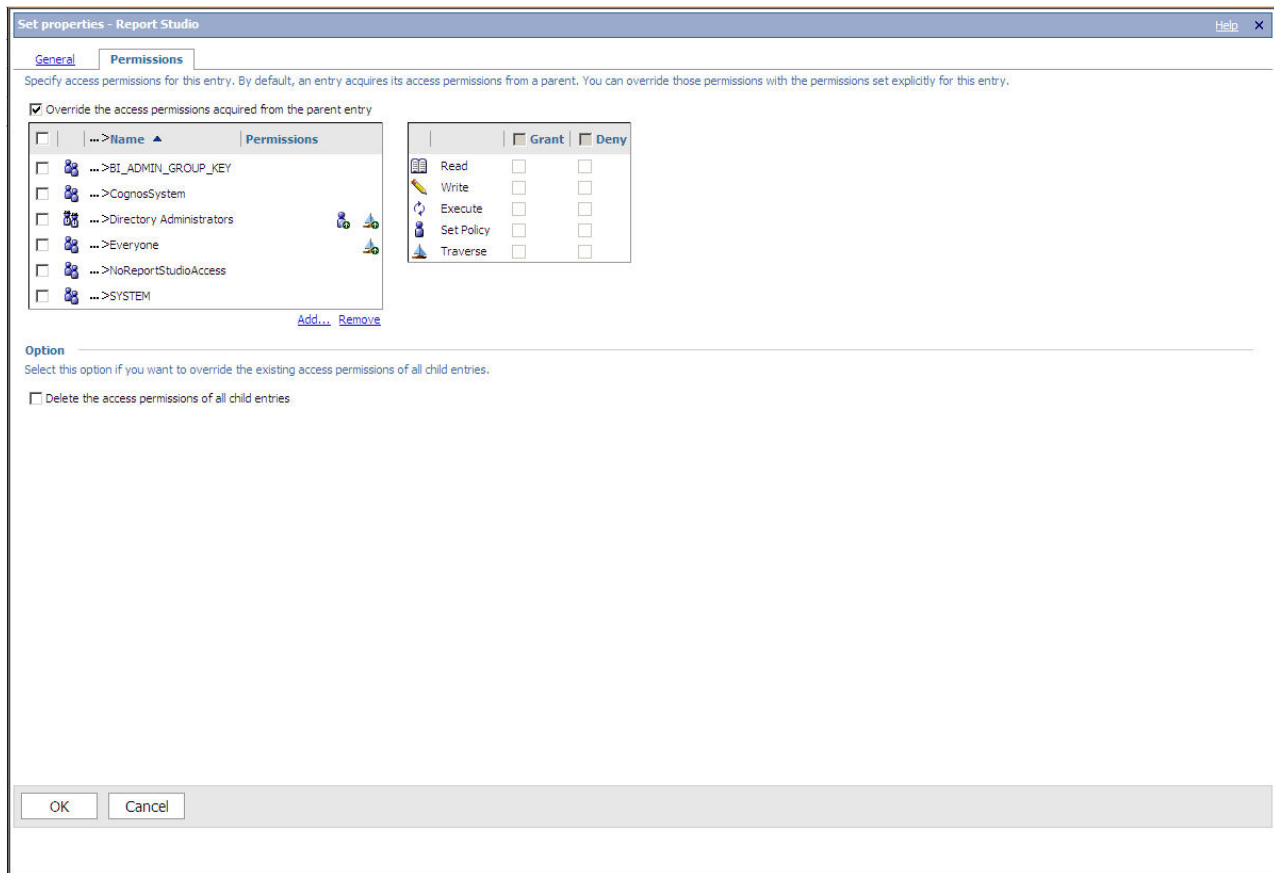 Set properties - Report Studio
Help
General
Permissions
Specify access permissions for this entry. By default, an entry acquires its access permissions from a parent. You can override those permissions with the permissions set explicitly for this entry.
Override the access permissions acquired from the parent entry
...>Name Permissions
...>BI_ADMIN_GROUP_KEY
...>CognosSystem
...>Directory Administrators
...>Everyone
...>NoReportStudioAccess
...>SYSTEM
Add... Remove
Grant Deny
Read
Write
Execute
Set Policy
Traverse
Option
Select this option if you want to override the existing access permissions of all child entries.
Delete the access permissions of all child entries
OK
Cancel